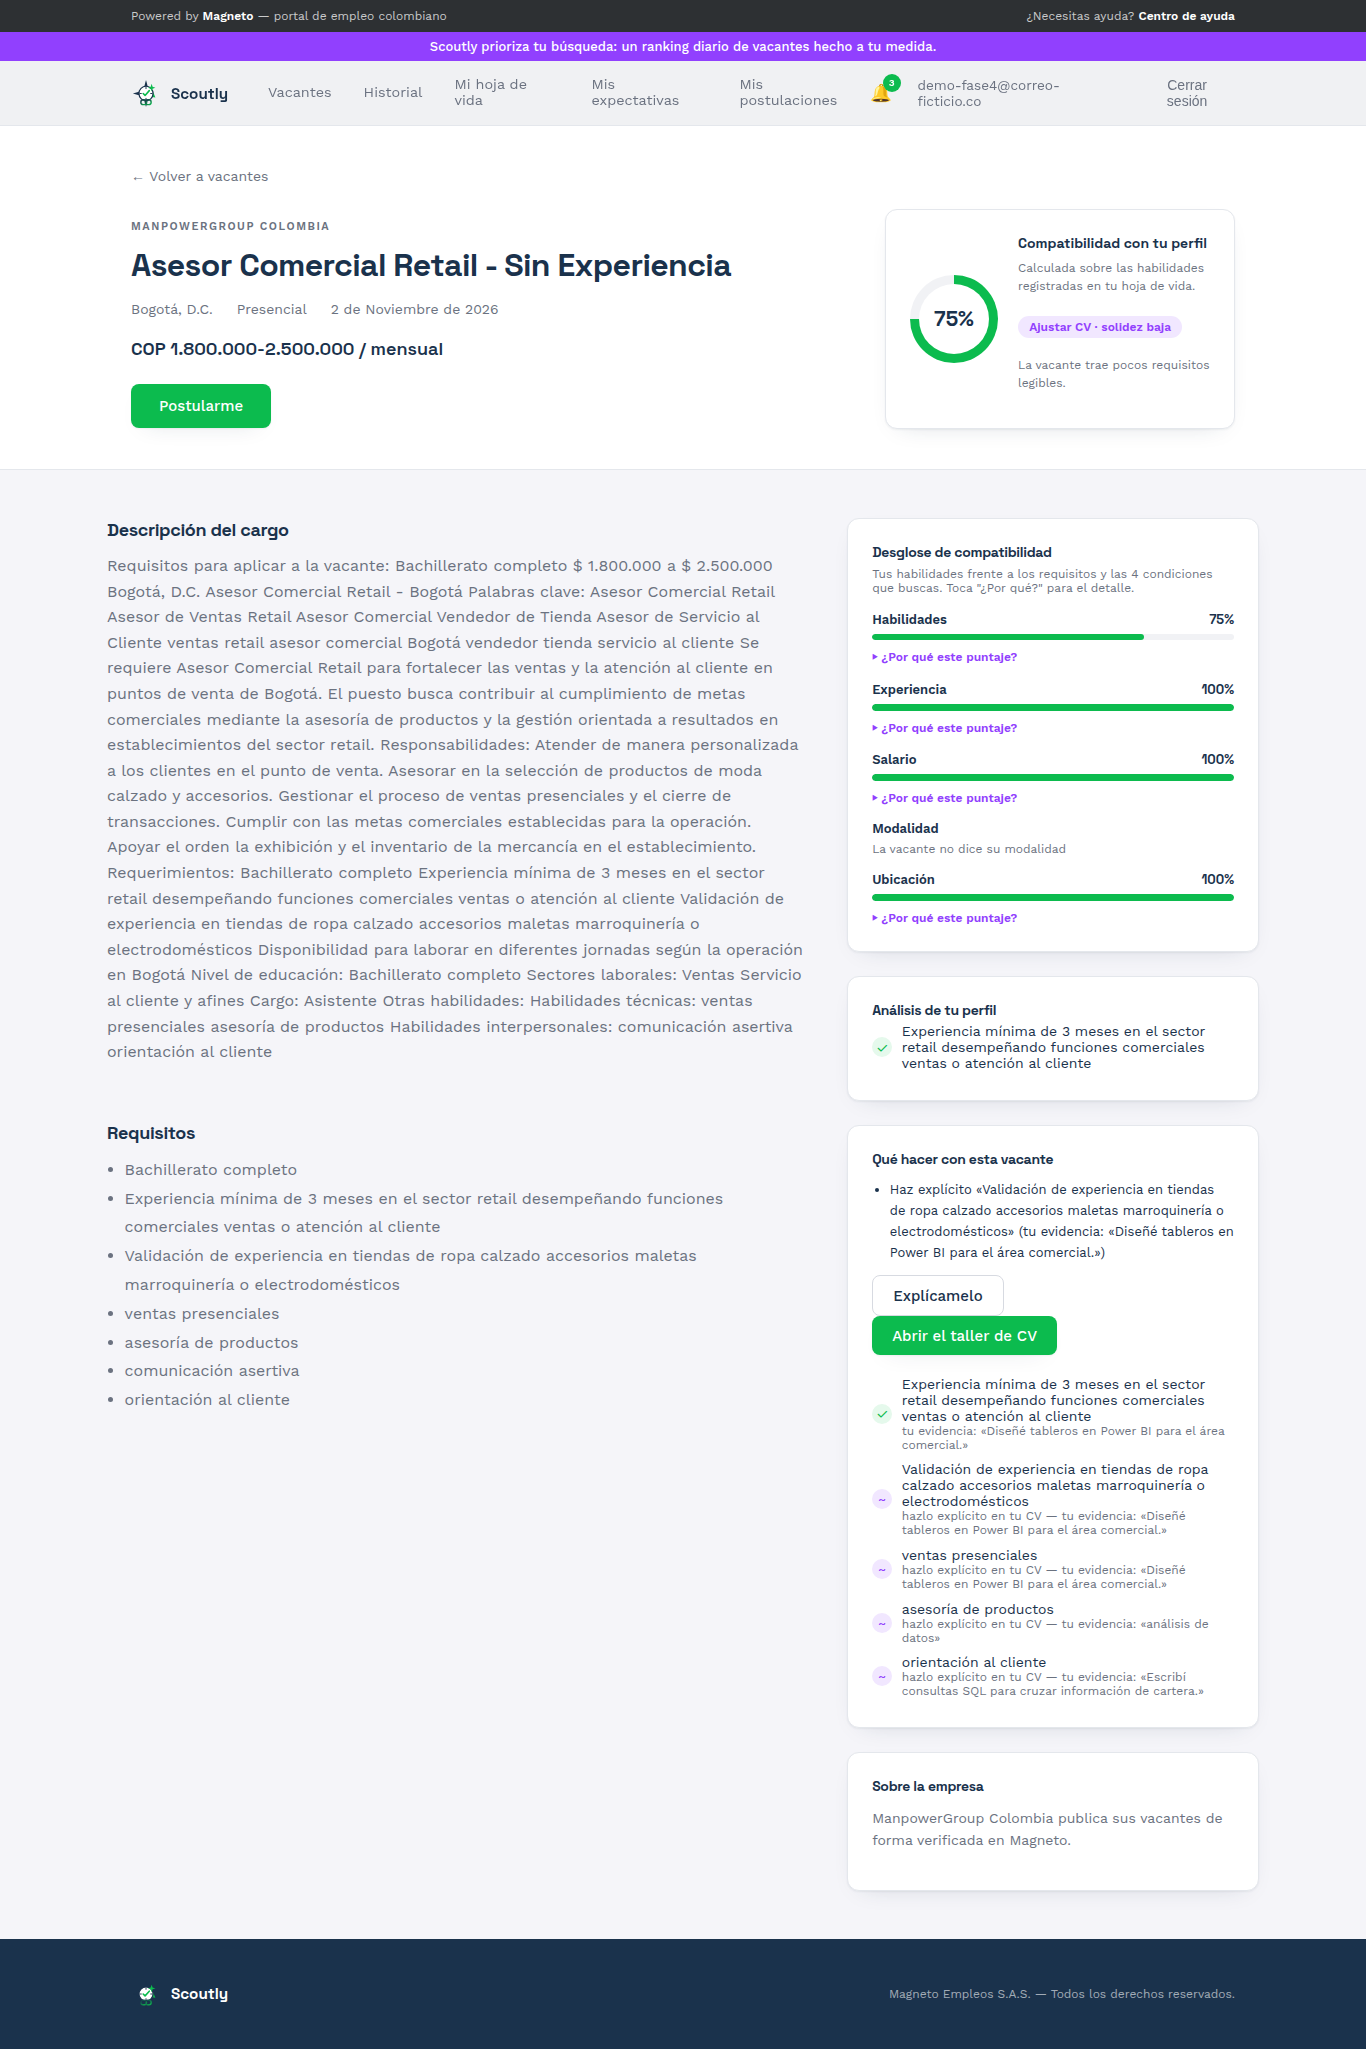 Powered by Magneto — portal de empleo colombiano
¿Necesitas ayuda? Centro de ayuda
Scoutly prioriza tu búsqueda: un ranking diario de vacantes hecho a tu medida.
Scoutly
Vacantes
Historial
Mi hoja de
vida
Mis
expectativas
Mis
postulaciones
3
demo-fase4@correo-
ficticio.co
Cerrar
sesión
← Volver a vacantes
MANPOWERGROUP COLOMBIA
Asesor Comercial Retail - Sin Experiencia
Bogotá, D.C.
Presencial
2 de Noviembre de 2026
COP 1.800.000-2.500.000 / mensual
Postularme
75%
Compatibilidad con tu perfil
Calculada sobre las habilidades
registradas en tu hoja de vida.
Ajustar CV · solidez baja
La vacante trae pocos requisitos
legibles.
Descripción del cargo
Requisitos para aplicar a la vacante: Bachillerato completo $ 1.800.000 a $ 2.500.000
Bogotá, D.C. Asesor Comercial Retail - Bogotá Palabras clave: Asesor Comercial Retail
Asesor de Ventas Retail Asesor Comercial Vendedor de Tienda Asesor de Servicio al
Cliente ventas retail asesor comercial Bogotá vendedor tienda servicio al cliente Se
requiere Asesor Comercial Retail para fortalecer las ventas y la atención al cliente en
puntos de venta de Bogotá. El puesto busca contribuir al cumplimiento de metas
comerciales mediante la asesoría de productos y la gestión orientada a resultados en
establecimientos del sector retail. Responsabilidades: Atender de manera personalizada
a los clientes en el punto de venta. Asesorar en la selección de productos de moda
calzado y accesorios. Gestionar el proceso de ventas presenciales y el cierre de
transacciones. Cumplir con las metas comerciales establecidas para la operación.
Apoyar el orden la exhibición y el inventario de la mercancía en el establecimiento.
Requerimientos: Bachillerato completo Experiencia mínima de 3 meses en el sector
retail desempeñando funciones comerciales ventas o atención al cliente Validación de
experiencia en tiendas de ropa calzado accesorios maletas marroquinería o
electrodomésticos Disponibilidad para laborar en diferentes jornadas según la operación
en Bogotá Nivel de educación: Bachillerato completo Sectores laborales: Ventas Servicio
al cliente y afines Cargo: Asistente Otras habilidades: Habilidades técnicas: ventas
presenciales asesoría de productos Habilidades interpersonales: comunicación asertiva
orientación al cliente
Requisitos
• Bachillerato completo
• Experiencia mínima de 3 meses en el sector retail desempeñando funciones
comerciales ventas o atención al cliente
• Validación de experiencia en tiendas de ropa calzado accesorios maletas
marroquinería o electrodomésticos
• ventas presenciales
• asesoría de productos
• comunicación asertiva
• orientación al cliente
Desglose de compatibilidad
Tus habilidades frente a los requisitos y las 4 condiciones
que buscas. Toca "¿Por qué?" para el detalle.
Habilidades 75%
▸ ¿Por qué este puntaje?
Experiencia 100%
▸ ¿Por qué este puntaje?
Salario 100%
▸ ¿Por qué este puntaje?
Modalidad
La vacante no dice su modalidad
Ubicación 100%
▸ ¿Por qué este puntaje?
Análisis de tu perfil
✓ Experiencia mínima de 3 meses en el sector
retail desempeñando funciones comerciales
ventas o atención al cliente
Qué hacer con esta vacante
• Haz explícito «Validación de experiencia en tiendas
de ropa calzado accesorios maletas marroquinería o
electrodomésticos» (tu evidencia: «Diseñé tableros en
Power BI para el área comercial.»)
Explícamelo
Abrir el taller de CV
✓ Experiencia mínima de 3 meses en el sector
retail desempeñando funciones comerciales
ventas o atención al cliente
tu evidencia: «Diseñé tableros en Power BI para el área
comercial.»
~ Validación de experiencia en tiendas de ropa
calzado accesorios maletas marroquinería o
electrodomésticos
hazlo explícito en tu CV — tu evidencia: «Diseñé
tableros en Power BI para el área comercial.»
~ ventas presenciales
hazlo explícito en tu CV — tu evidencia: «Diseñé
tableros en Power BI para el área comercial.»
~ asesoría de productos
hazlo explícito en tu CV — tu evidencia: «análisis de
datos»
~ orientación al cliente
hazlo explícito en tu CV — tu evidencia: «Escribí
consultas SQL para cruzar información de cartera.»
Sobre la empresa
ManpowerGroup Colombia publica sus vacantes de
forma verificada en Magneto.
Scoutly
Magneto Empleos S.A.S. — Todos los derechos reservados.